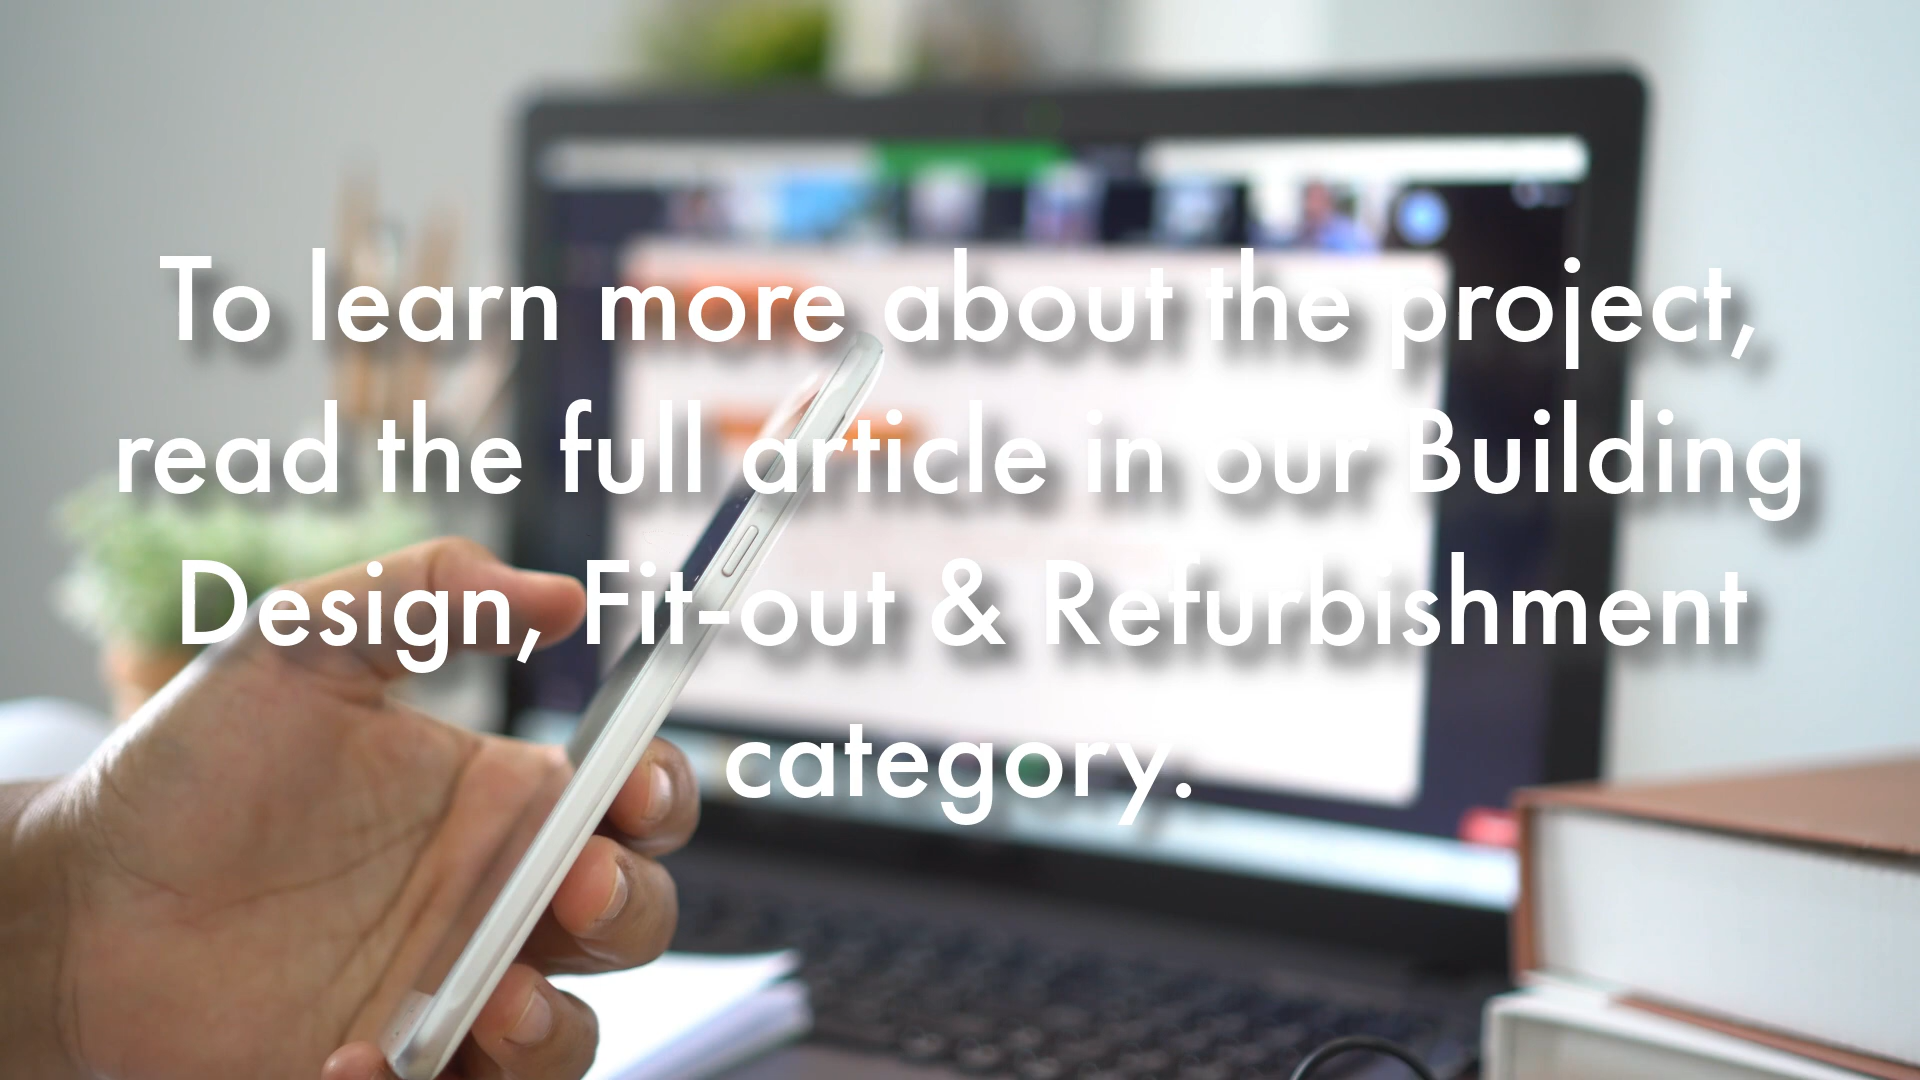 To learn more about the project,
read the full article in our Building
Design, Fit-out & Refurbishment
category.